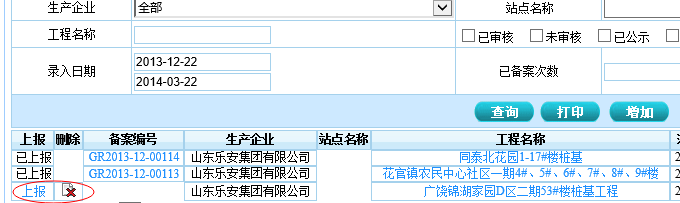 生产企业 全部 站点名称
工程名称 已审核 未审核 已公示
录入日期 2013-12-22 已备案次数
2014-03-22
查询 打印 增加
上报 删除 备案编号 生产企业 站点名称 工程名称
已上报 GR2013-12-00114 山东乐安集团有限公司 同泰北花园1-17#楼桩基 2
已上报 GR2013-12-00113 山东乐安集团有限公司 花官镇农民中心社区一期4#、5#、6#、7#、8#、9#楼 2
上报 山东乐安集团有限公司 广饶锦湖家园D区二期53#楼桩基工程 2